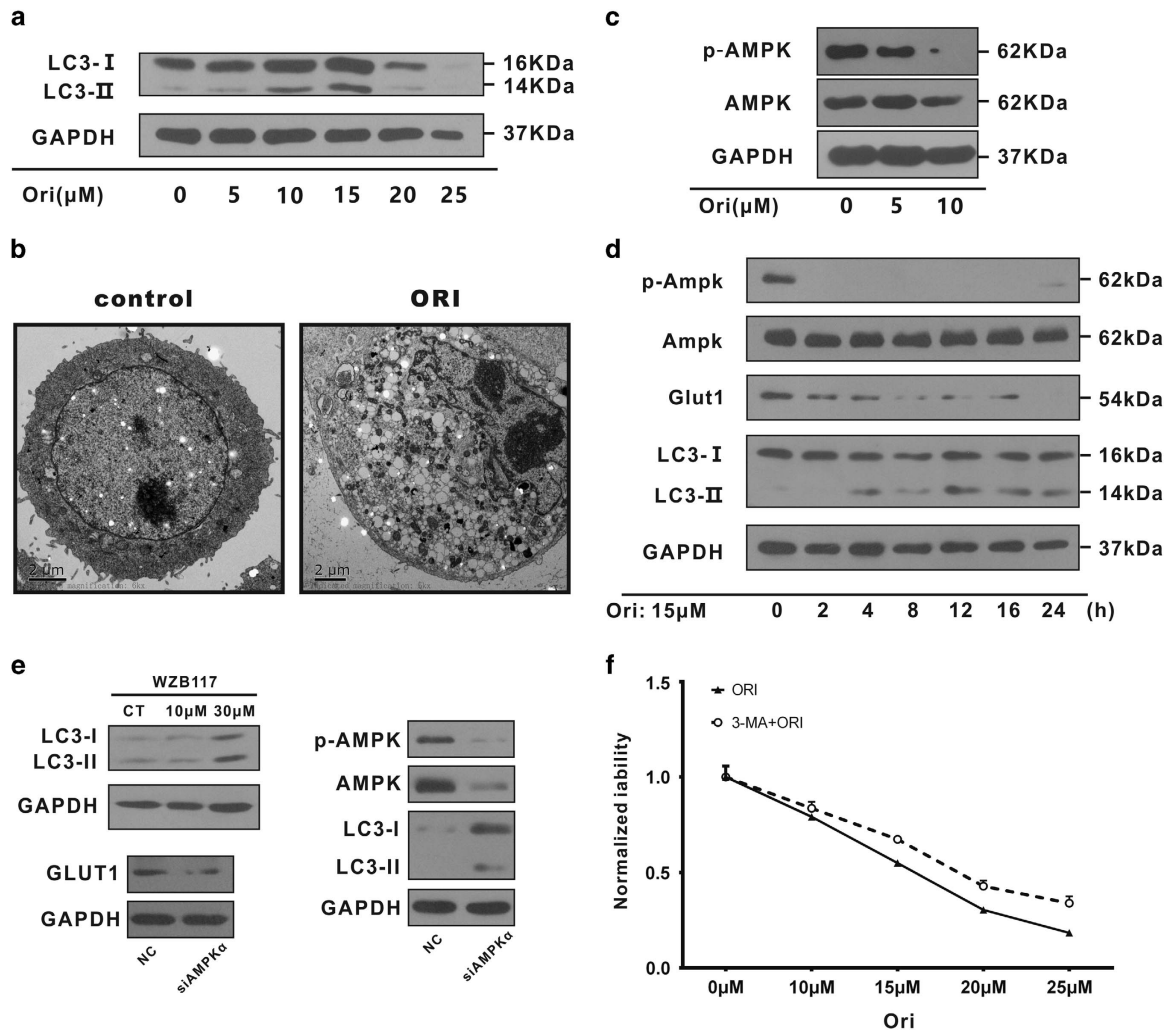 a
LC3-Ⅰ
LC3-Ⅱ
GAPDH
16KDa
14KDa
37KDa
Ori(μM) 0 5 10 15 20 25
b
control ORI
2 μm
2 μm
c
p-AMPK 62KDa
AMPK 62KDa
GAPDH 37KDa
Ori(μM) 0 5 10
d
p-Ampk 62kDa
Ampk 62kDa
Glut1 54kDa
LC3-Ⅰ 16kDa
LC3-Ⅱ 14kDa
GAPDH 37kDa
Ori: 15μM 0 2 4 8 12 16 24 (h)
e
WZB117
CT 10μM 30μM
LC3-I
LC3-II
GAPDH
GLUT1
GAPDH
NC siAMPKα
p-AMPK
AMPK
LC3-I
LC3-II
GAPDH
NC siAMPKα
f
ORI
3-MA+ORI
Normalized iability
1.5
1.0
0.5
0.0
0μM 10μM 15μM 20μM 25μM
Ori